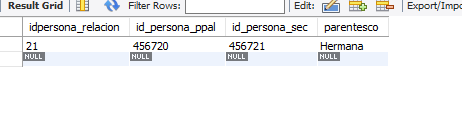 Result Grid Filter Rows: Edit: Export/Impo
idpersona_relacion id_persona_ppal id_persona_sec parentesco
21 456720 456721 Hermana
NULL NULL NULL NULL